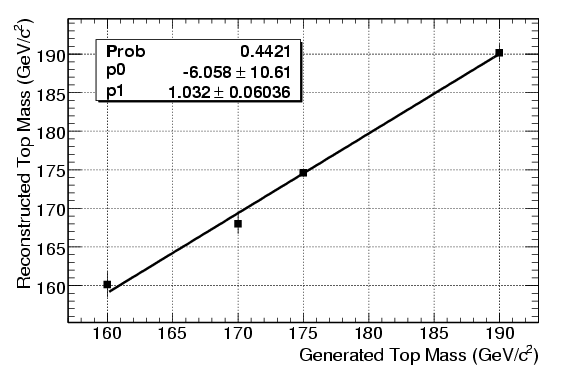 Reconstructed Top Mass (GeV/c²)
190
185
180
175
170
165
160
Prob 0.4421
p0 -6.058 ± 10.61
p1 1.032 ± 0.06036
160 165 170 175 180 185 190
Generated Top Mass (GeV/c²)